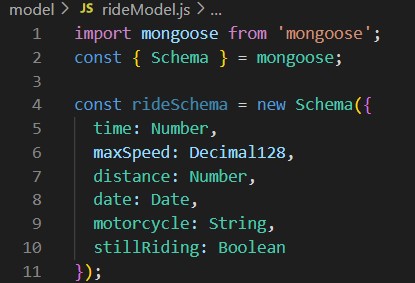 model > JS rideModel.js > ...
1 import mongoose from 'mongoose';
2 const { Schema } = mongoose;
3
4 const rideSchema = new Schema({
5 time: Number,
6 maxSpeed: Decimal128,
7 distance: Number,
8 date: Date,
9 motorcycle: String,
10 stillRiding: Boolean
11 });